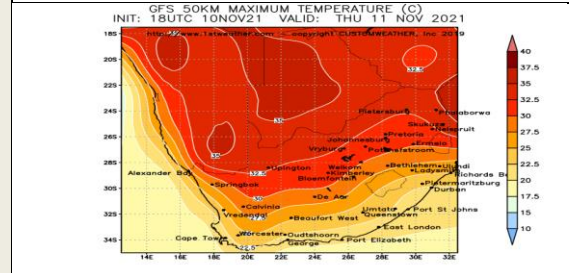 GFS 50KM MAXIMUM TEMPERATURE (C)
INIT: 18UTC 10NOV21 VALID: THU 11 NOV 2021
http://www.1stweather.com - copyright CUSTOMWEATHER, Inc 2019
18S
20S
22S
24S
26S
28S
30S
32S
34S
14E 16E 18E 20E 22E 24E 26E 28E 30E 32E
35
32.5
35
35
32.5
30
27.5
22.5
Pietersburg Phalaborwa
Skukuza
Nelspruit
Johannesburg Pretoria
Ermelo
Vryburg Potchefstroom
Alexander Bay
Upington
Welkom
Kimberley
Bloemfontein
Bethlehem Ulundi
Ladysmith
Richards B
Springbok
Pietermaritzburg
Durban
De Aar
Calvinia
Vredendal
Beaufort West
Umtata Port St Johns
Queenstown
East London
Cape Town
Worcester Oudtshoorn
George
Port Elizabeth
40
37.5
35
32.5
30
27.5
25
22.5
20
17.5
15
10